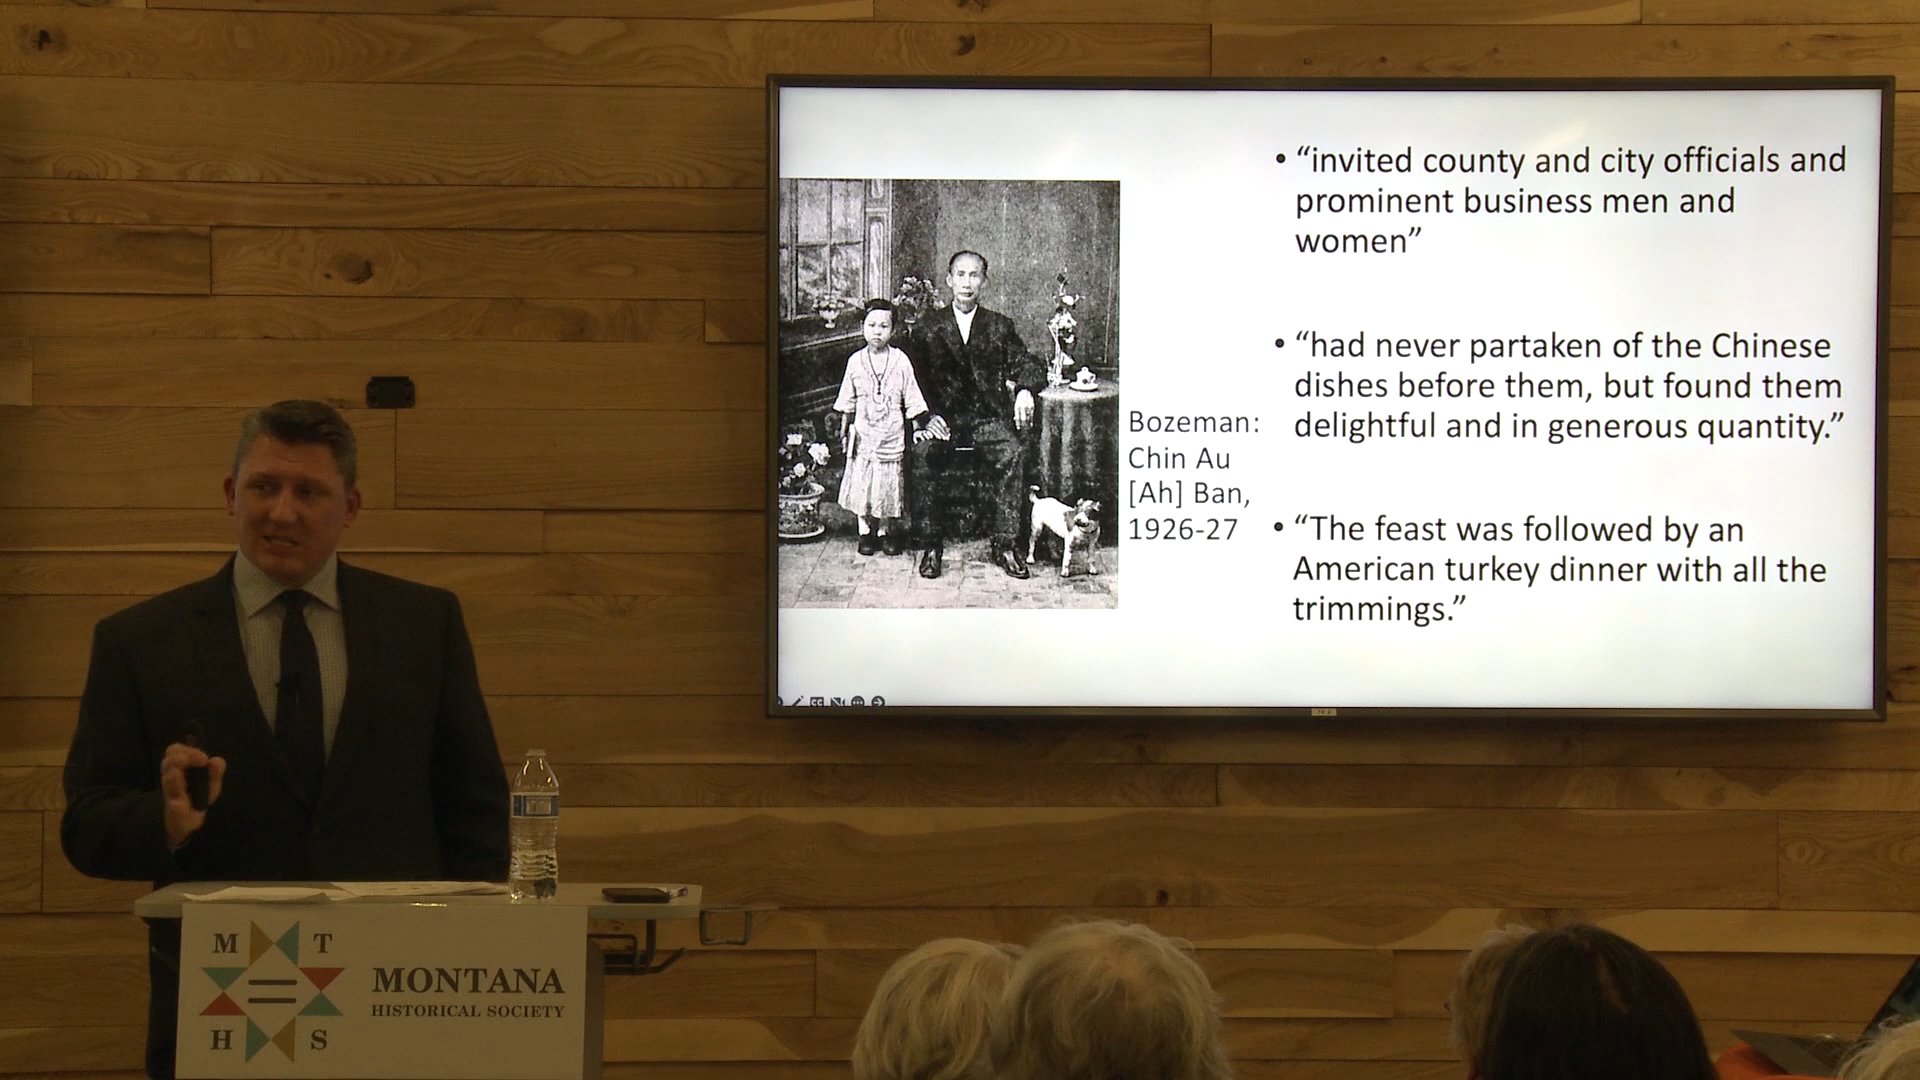 • “invited county and city officials and
prominent business men and
women”
• “had never partaken of the Chinese
dishes before them, but found them
delightful and in generous quantity.”
• “The feast was followed by an
American turkey dinner with all the
trimmings.”
Bozeman:
Chin Au
[Ah] Ban,
1926-27
CC
M T
H S
MONTANA
HISTORICAL SOCIETY